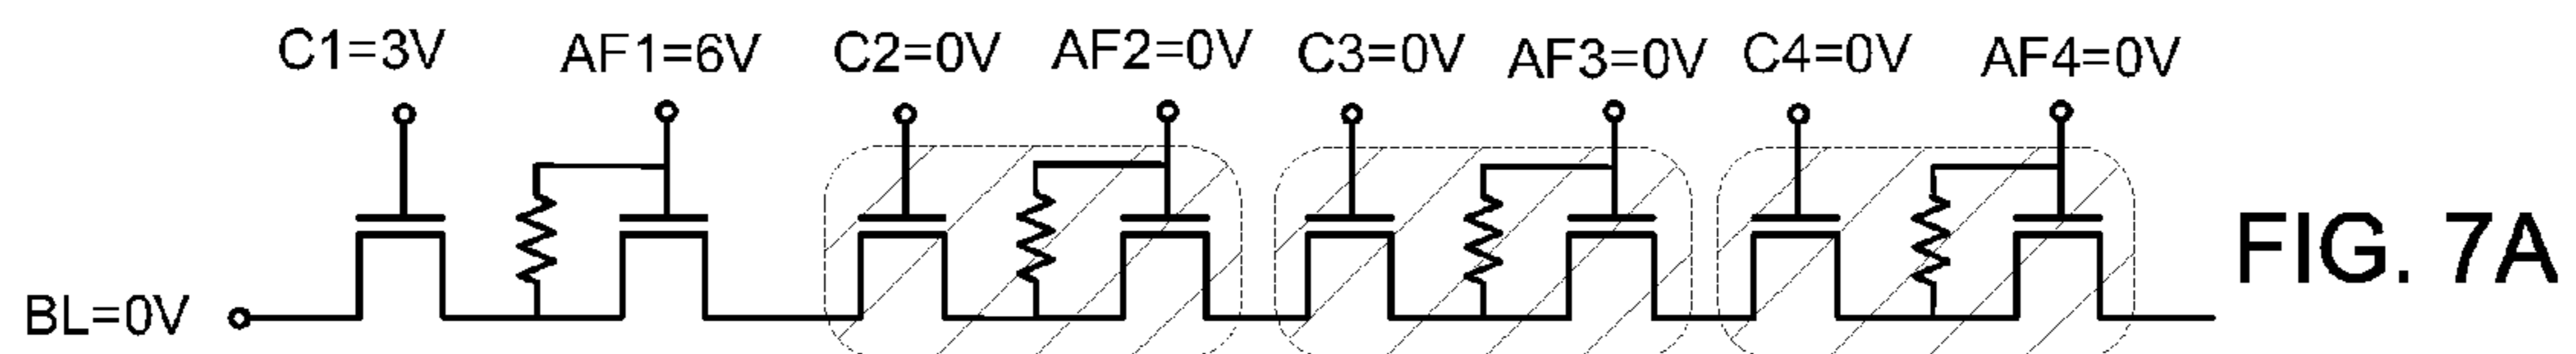 C1=3V AF1=6V C2=0V AF2=0V C3=0V AF3=0V C4=0V AF4=0V
FIG. 7A
BL=0V